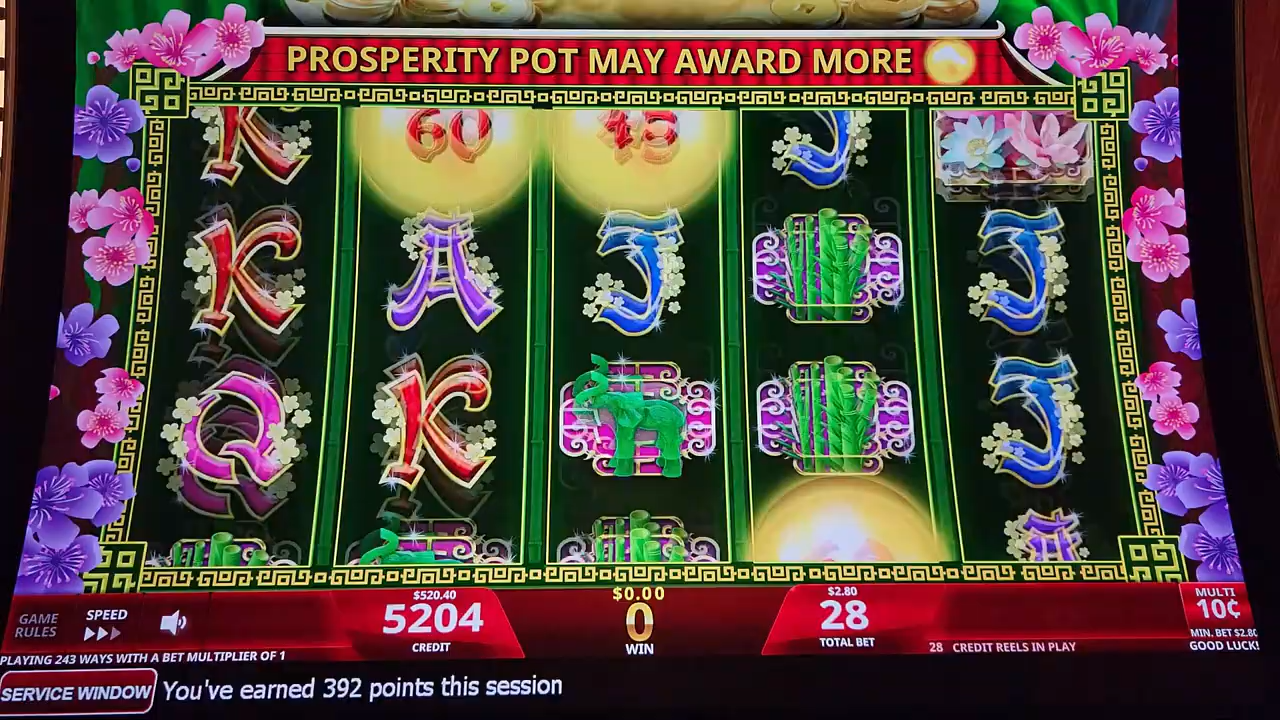 PROSPERITY POT MAY AWARD MORE
K 60 48 J
K A J J
Q K J
$520.40 $0.00 $2.80
GAME RULES SPEED 5204 0 28 MULTI 10¢
CREDIT WIN TOTAL BET 28 CREDIT REELS IN PLAY MIN. BET $2.80
PLAYING 243 WAYS WITH A BET MULTIPLIER OF 1 GOOD LUCK!
SERVICE WINDOW You've earned 392 points this session